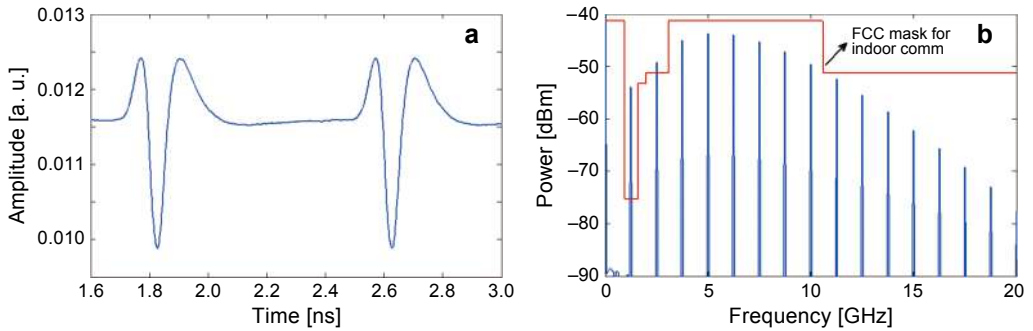 0.013
0.012
0.011
0.010
Amplitude [a. u.]
a
1.6
1.8
2.0
2.2
2.4
2.6
2.8
3.0
Time [ns]
–40
–50
–60
–70
–80
–90
Power [dBm]
FCC mask for
indoor comm
b
0
5
10
15
20
Frequency [GHz]